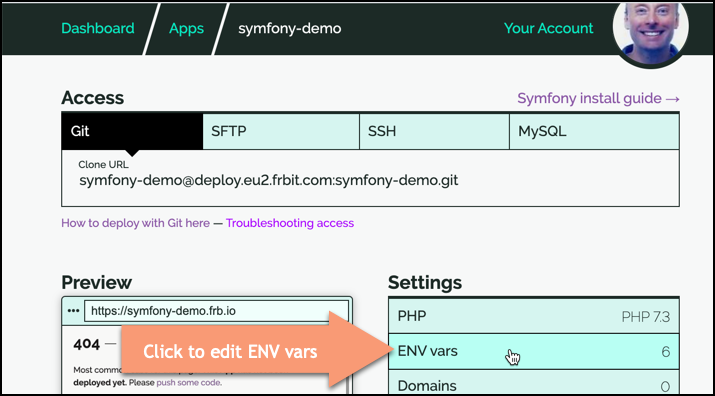 Dashboard Apps symfony-demo Your Account
Access Symfony install guide →
Git SFTP SSH MySQL
Clone URL
symfony-demo@deploy.eu2.frbit.com:symfony-demo.git
How to deploy with Git here — Troubleshooting access
Preview
https://symfony-demo.frb.io
404 —
Most commo
deployed yet. Please push some code.
Click to edit ENV vars
Settings
PHP PHP 7.3
ENV vars 6
Domains 0